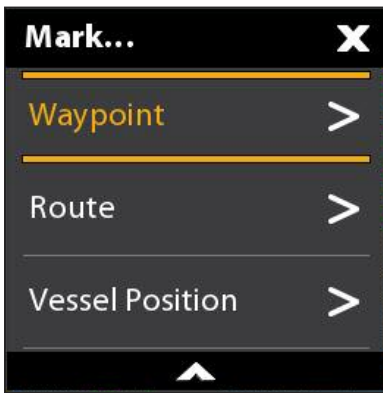 Mark... X
Waypoint >
Route >
Vessel Position >